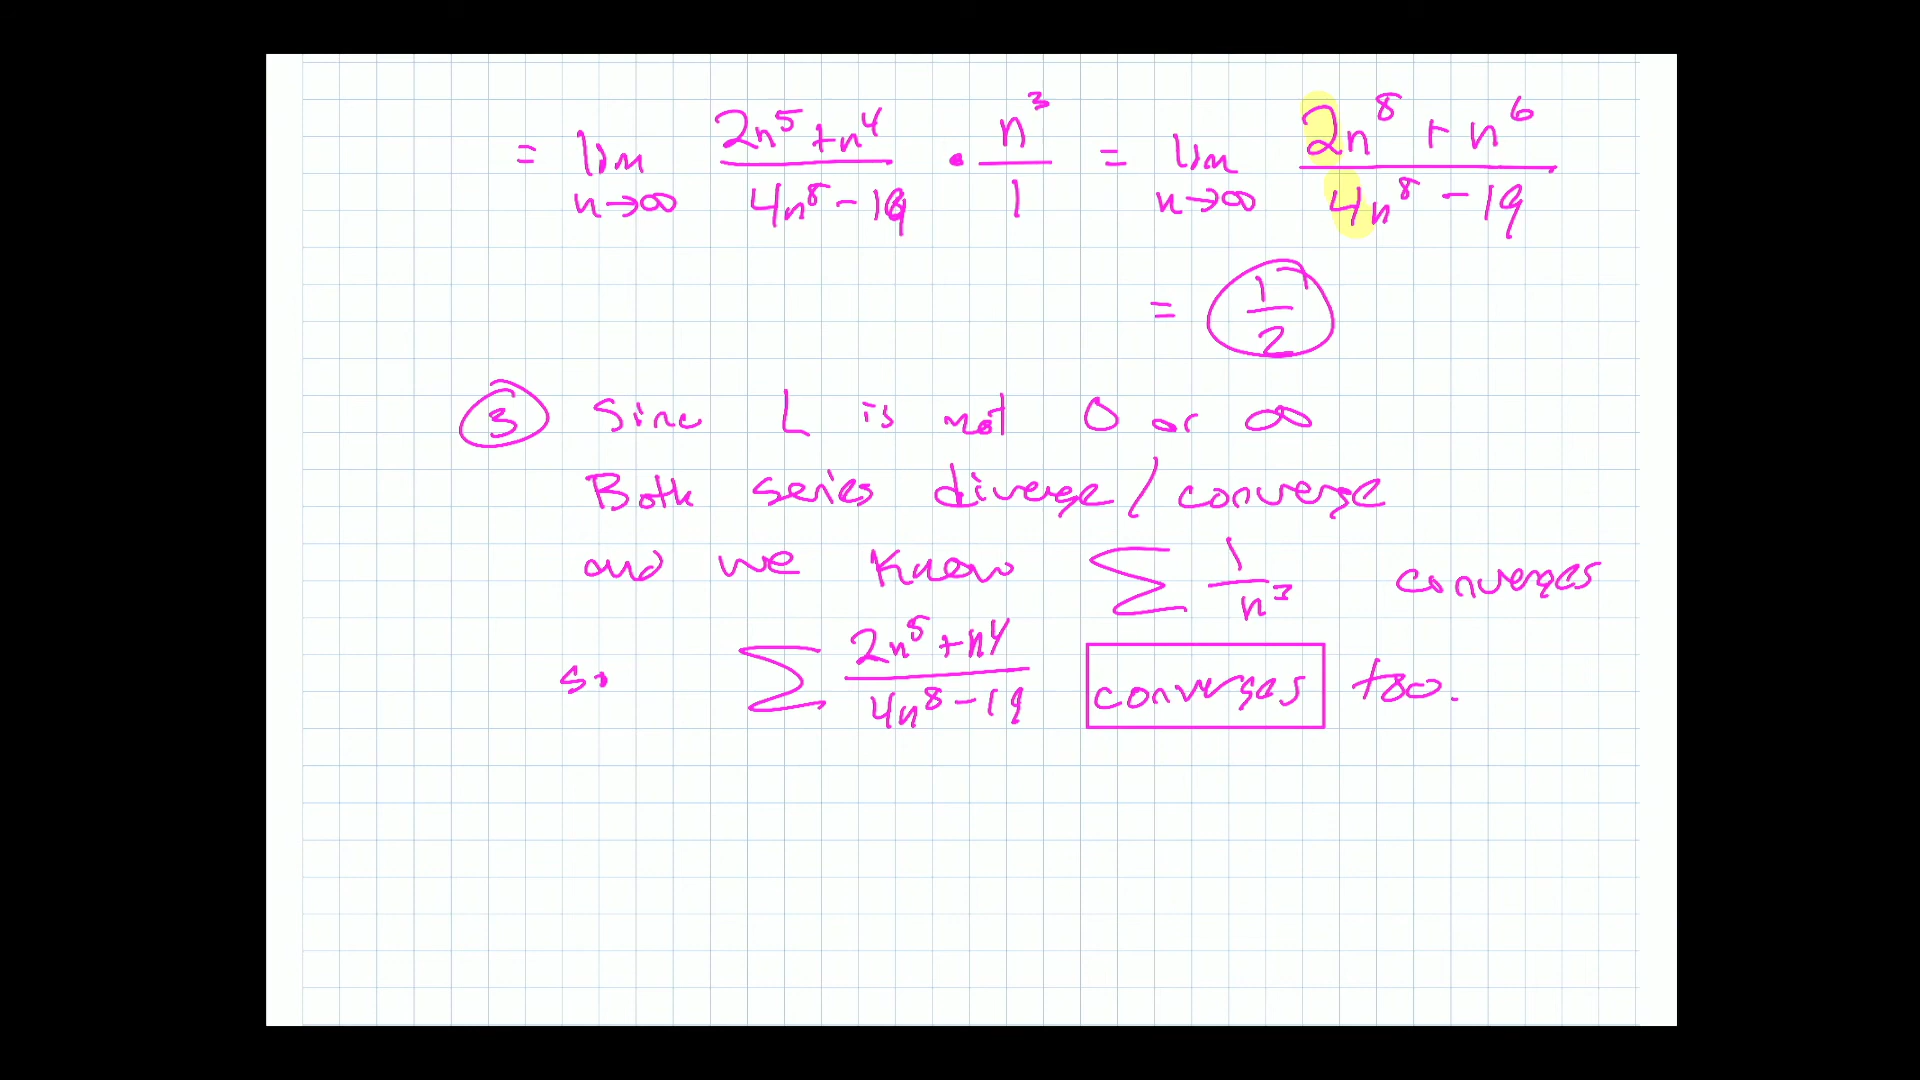 = lim n→∞ (2n^5 + n^4)/(4n^8 - 19) • n^3/1 = lim n→∞ (2n^8 + n^6)/(4n^8 - 19)
= 1/2
③ Since L is not 0 or ∞
Both series diverge/converge
and we know Σ 1/n^3 converges
so Σ (2n^5 + n^4)/(4n^8 - 19) converges too.